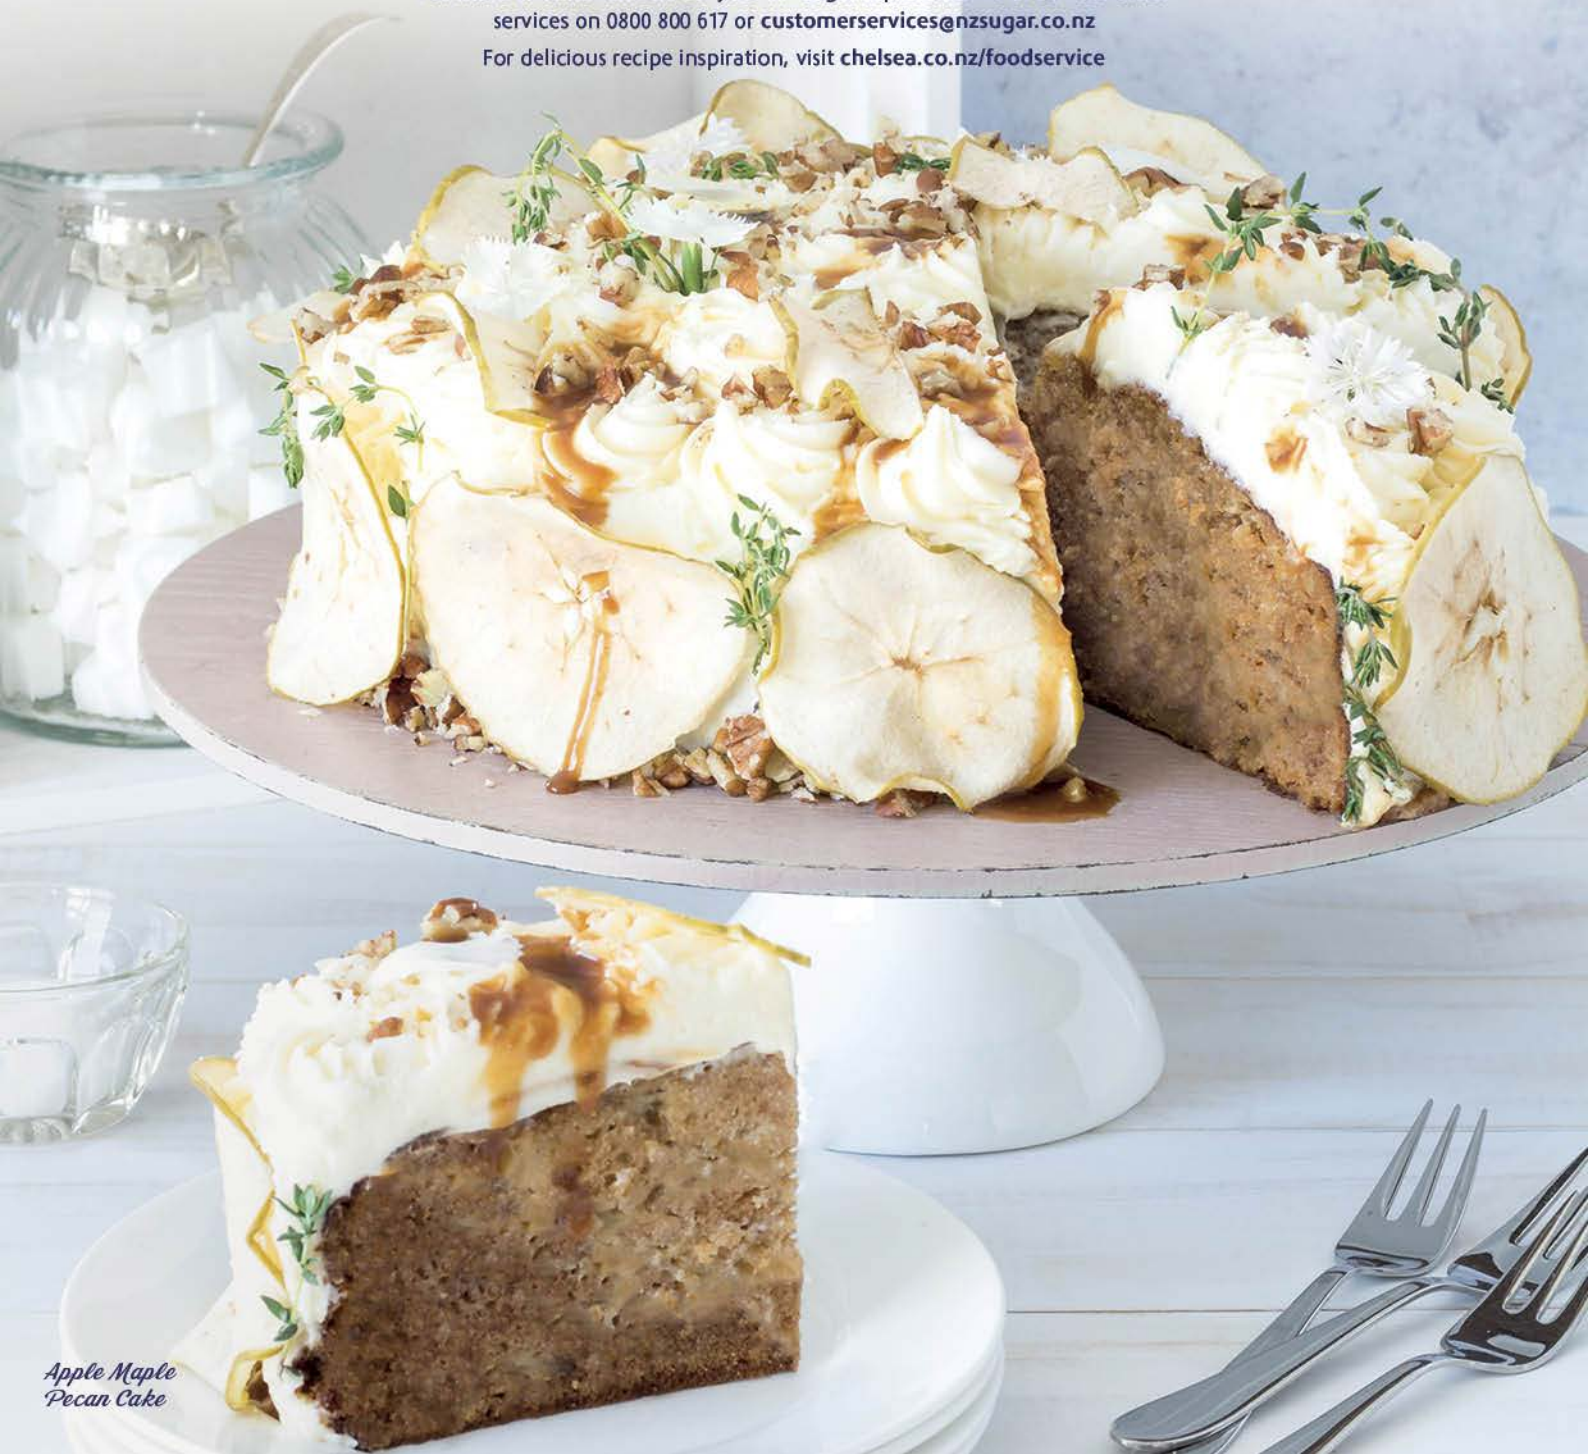 services on 0800 800 617 or customerservices@nzsugar.co.nz
For delicious recipe inspiration, visit chelsea.co.nz/foodservice
Apple Maple
Pecan Cake